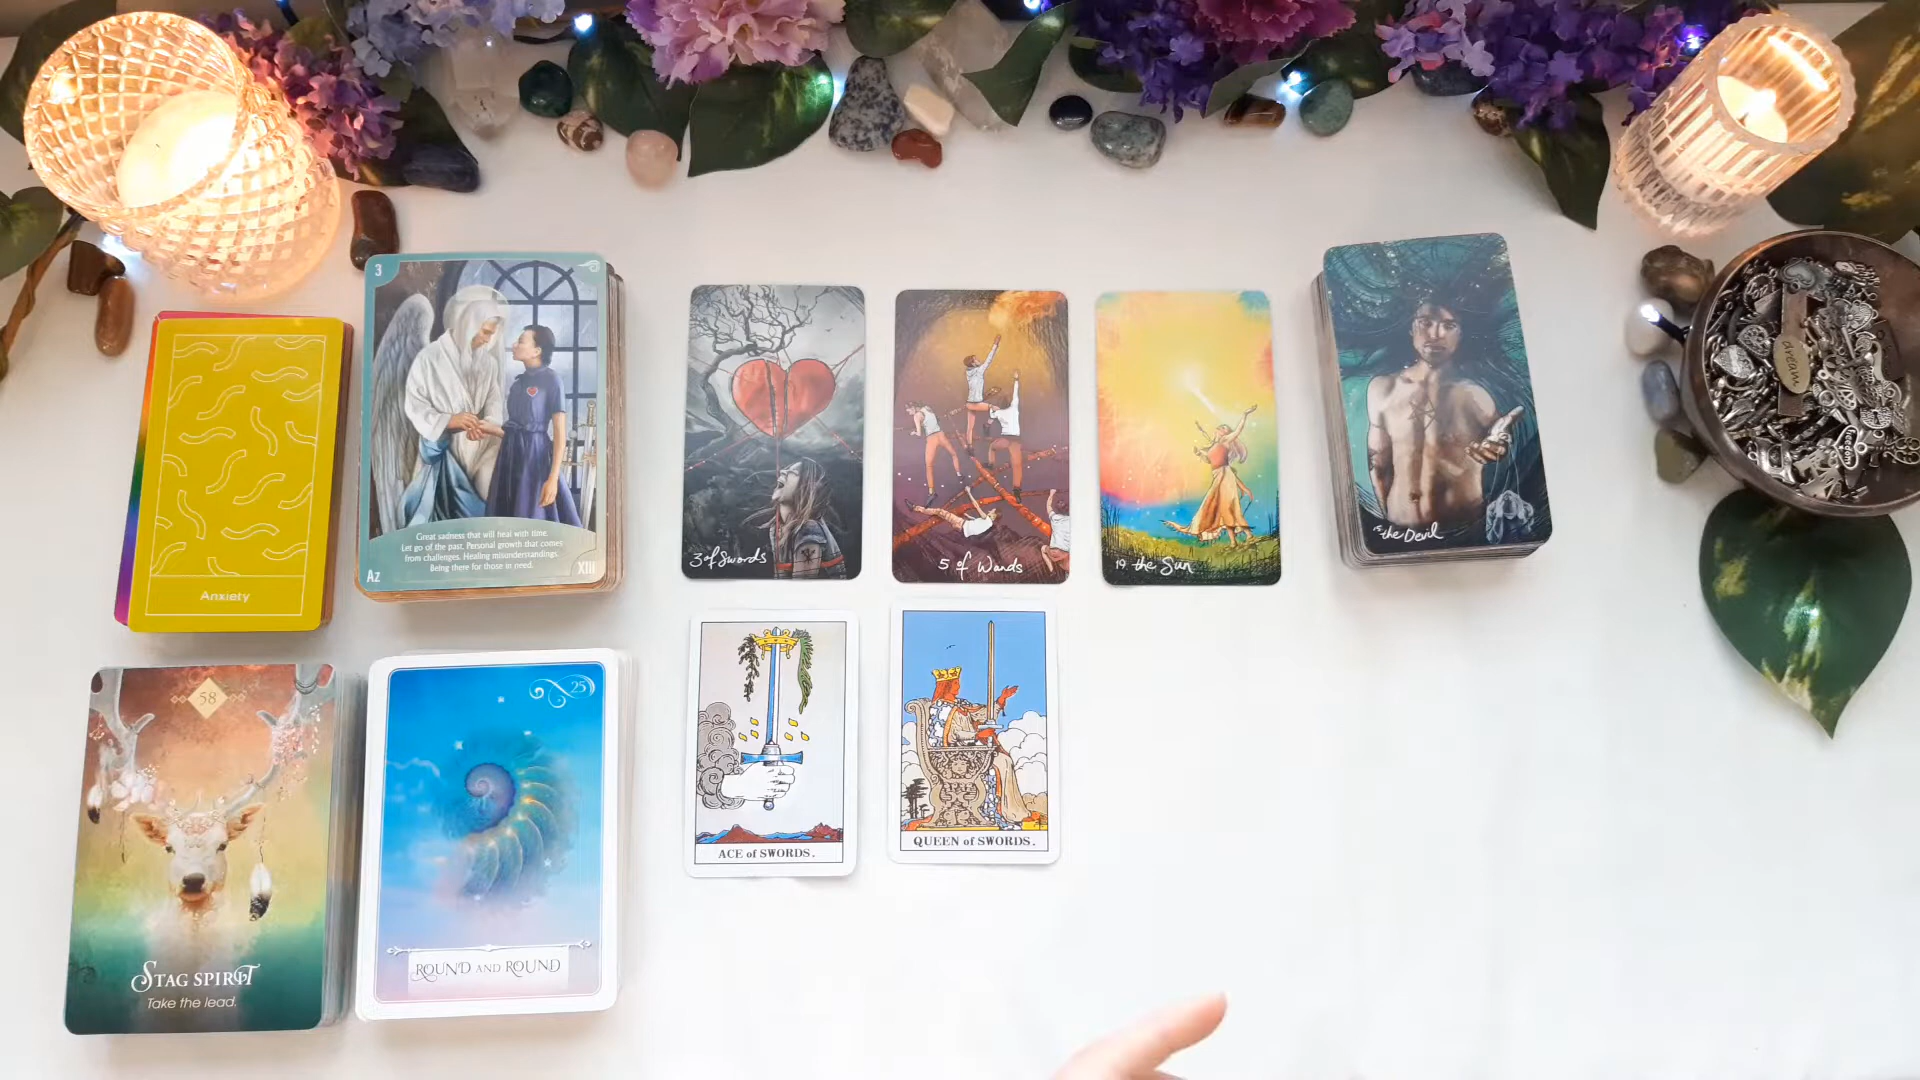 Anxiety
3
Great sadness that will heal with time.
Let go of the past. Personal growth that comes
from challenges. Healing misunderstandings.
Being there for those in need.
Az
XIII
3 of Swords
5 of Wands
19 the Sun
15 the Devil
dream
freedom
58
STAG SPIRIT
Take the lead.
25
ROUND AND ROUND
ACE of SWORDS.
QUEEN of SWORDS.